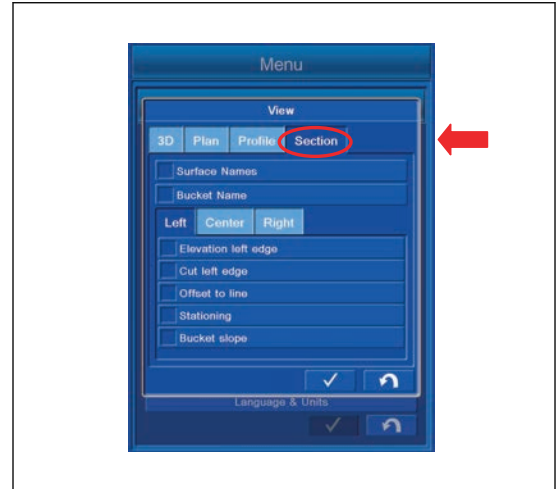 Menu
View
3D Plan Profile Section
Surface Names
Bucket Name
Left Center Right
Elevation left edge
Cut left edge
Offset to line
Stationing
Bucket slope
Language & Units